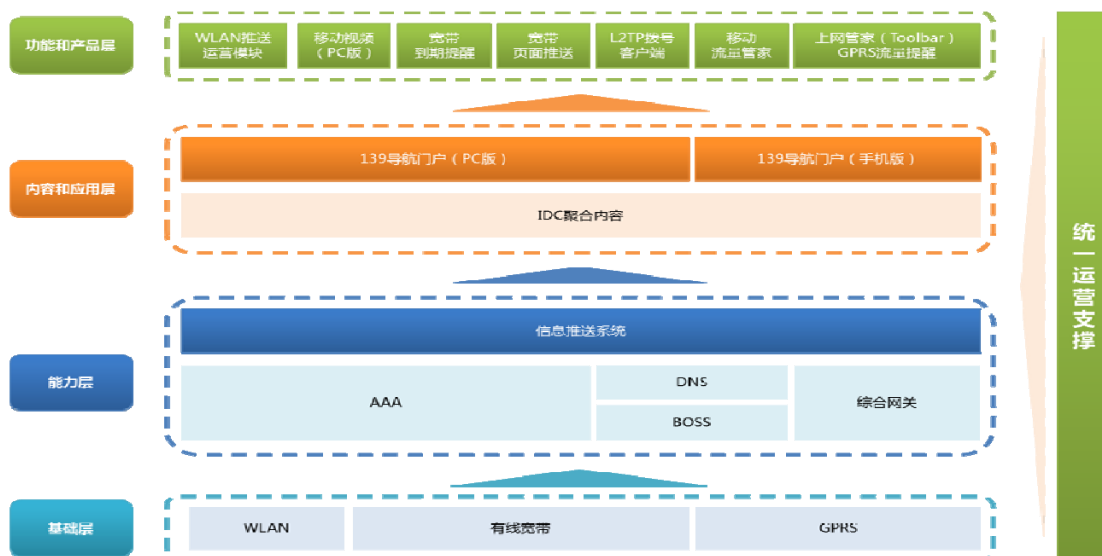 功能和产品层
WLAN推送
运营模块
移动视频
（PC版）
宽带
到期提醒
宽带
页面推送
L2TP拨号
客户端
移动
流量管家
上网管家（Toolbar）
GPRS流量提醒
内容和应用层
139导航门户（PC版）
139导航门户（手机版）
IDC聚合内容
能力层
信息推送系统
AAA
DNS
BOSS
综合网关
基础层
WLAN
有线宽带
GPRS
统一运营支撑